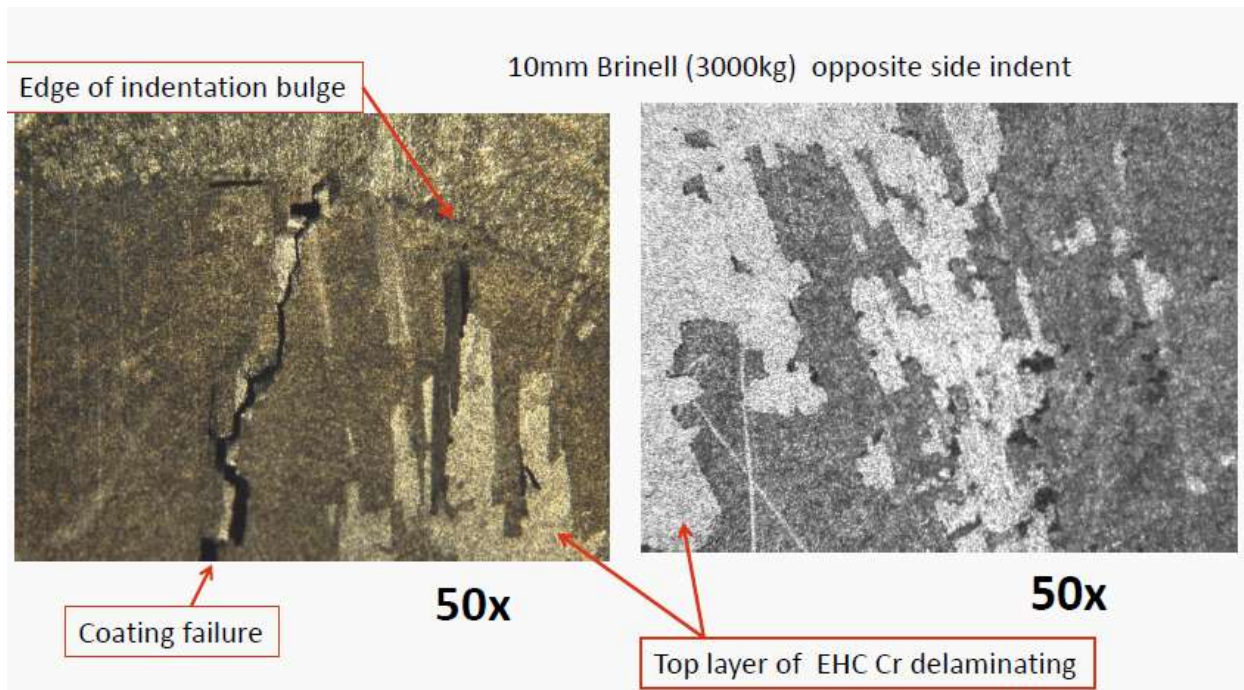 10mm Brinell (3000kg) opposite side indent
Edge of indentation bulge
50x
50x
Coating failure
Top layer of EHC Cr delaminating